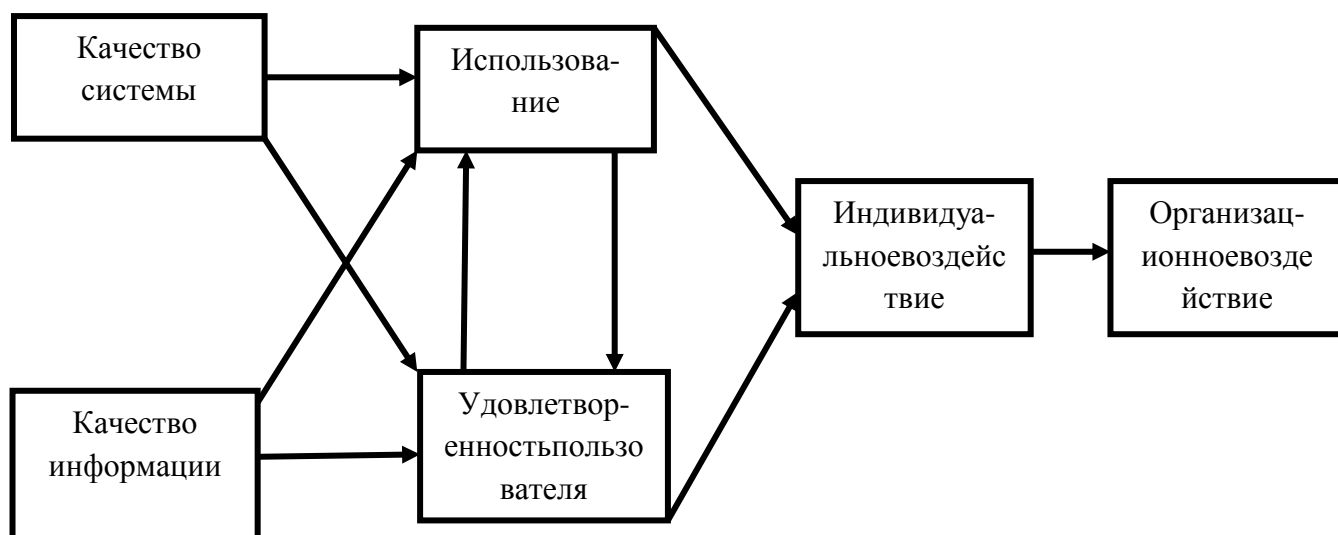 Качество
системы
Использова-
ние
Индивидуа-
льноевоздейс
твие
Организац-
ионноевозде
йствие
Качество
информации
Удовлетвор-
енностьпользо
вателя